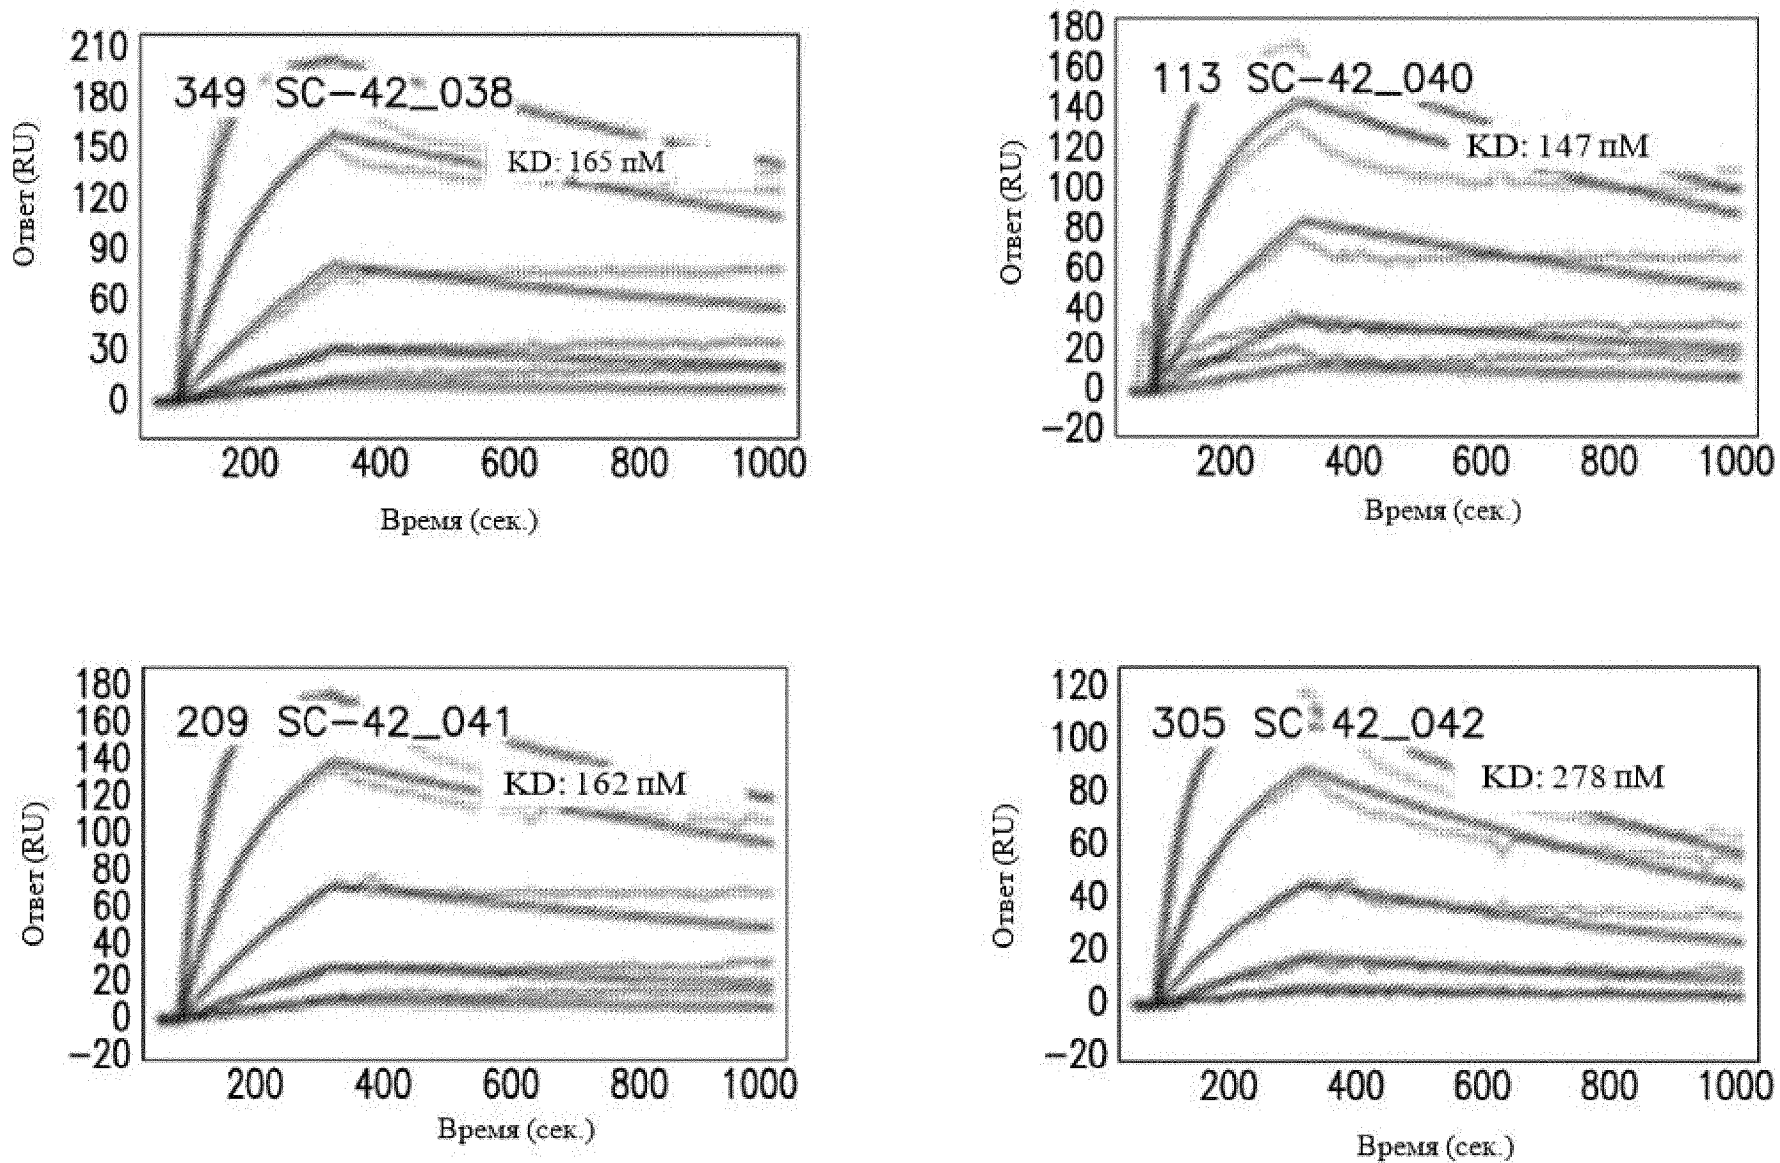 210
180
150
120
90
60
30
0
Ответ (RU)
349 SC-42_038
KD: 165 пМ
200 400 600 800 1000
Время (сек.)
180
160
140
120
100
80
60
40
20
0
−20
Ответ (RU)
113 SC-42_040
KD: 147 пМ
200 400 600 800 1000
Время (сек.)
180
160
140
120
100
80
60
40
20
0
−20
Ответ (RU)
209 SC-42_041
KD: 162 пМ
200 400 600 800 1000
Время (сек.)
120
100
80
60
40
20
0
−20
Ответ (RU)
305 SC 42_042
KD: 278 пМ
200 400 600 800 1000
Время (сек.)